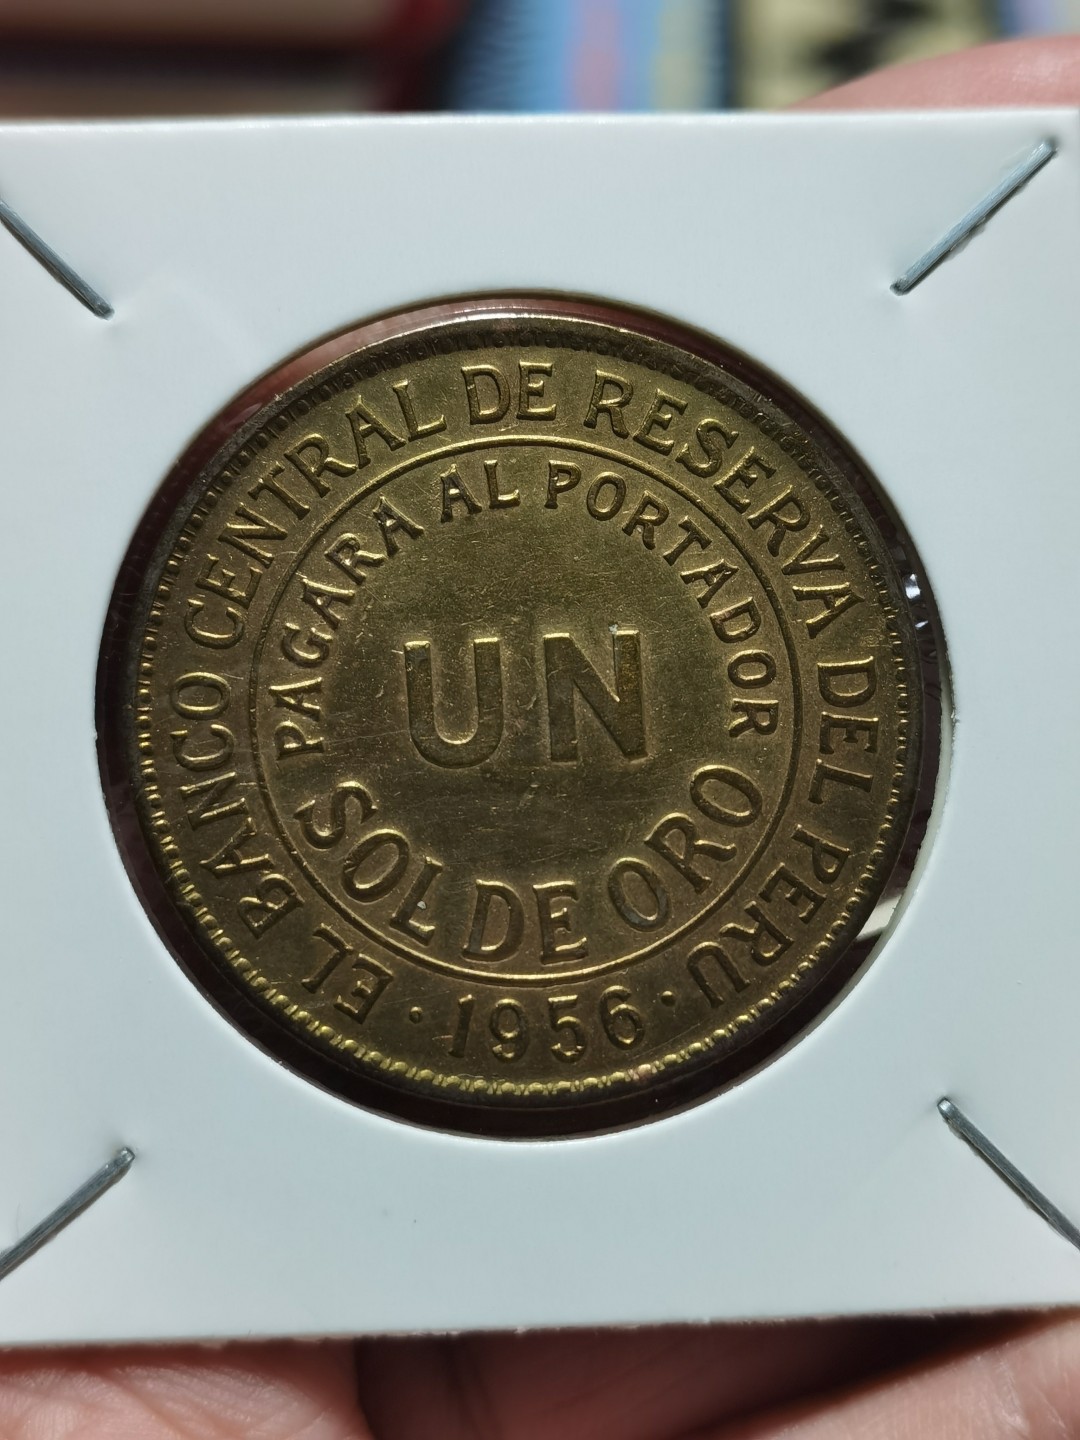 EL BANCO CENTRAL DE RESERVA DEL PERU
PAGARA AL PORTADOR
UN
SOL DE ORO
· 1956 ·